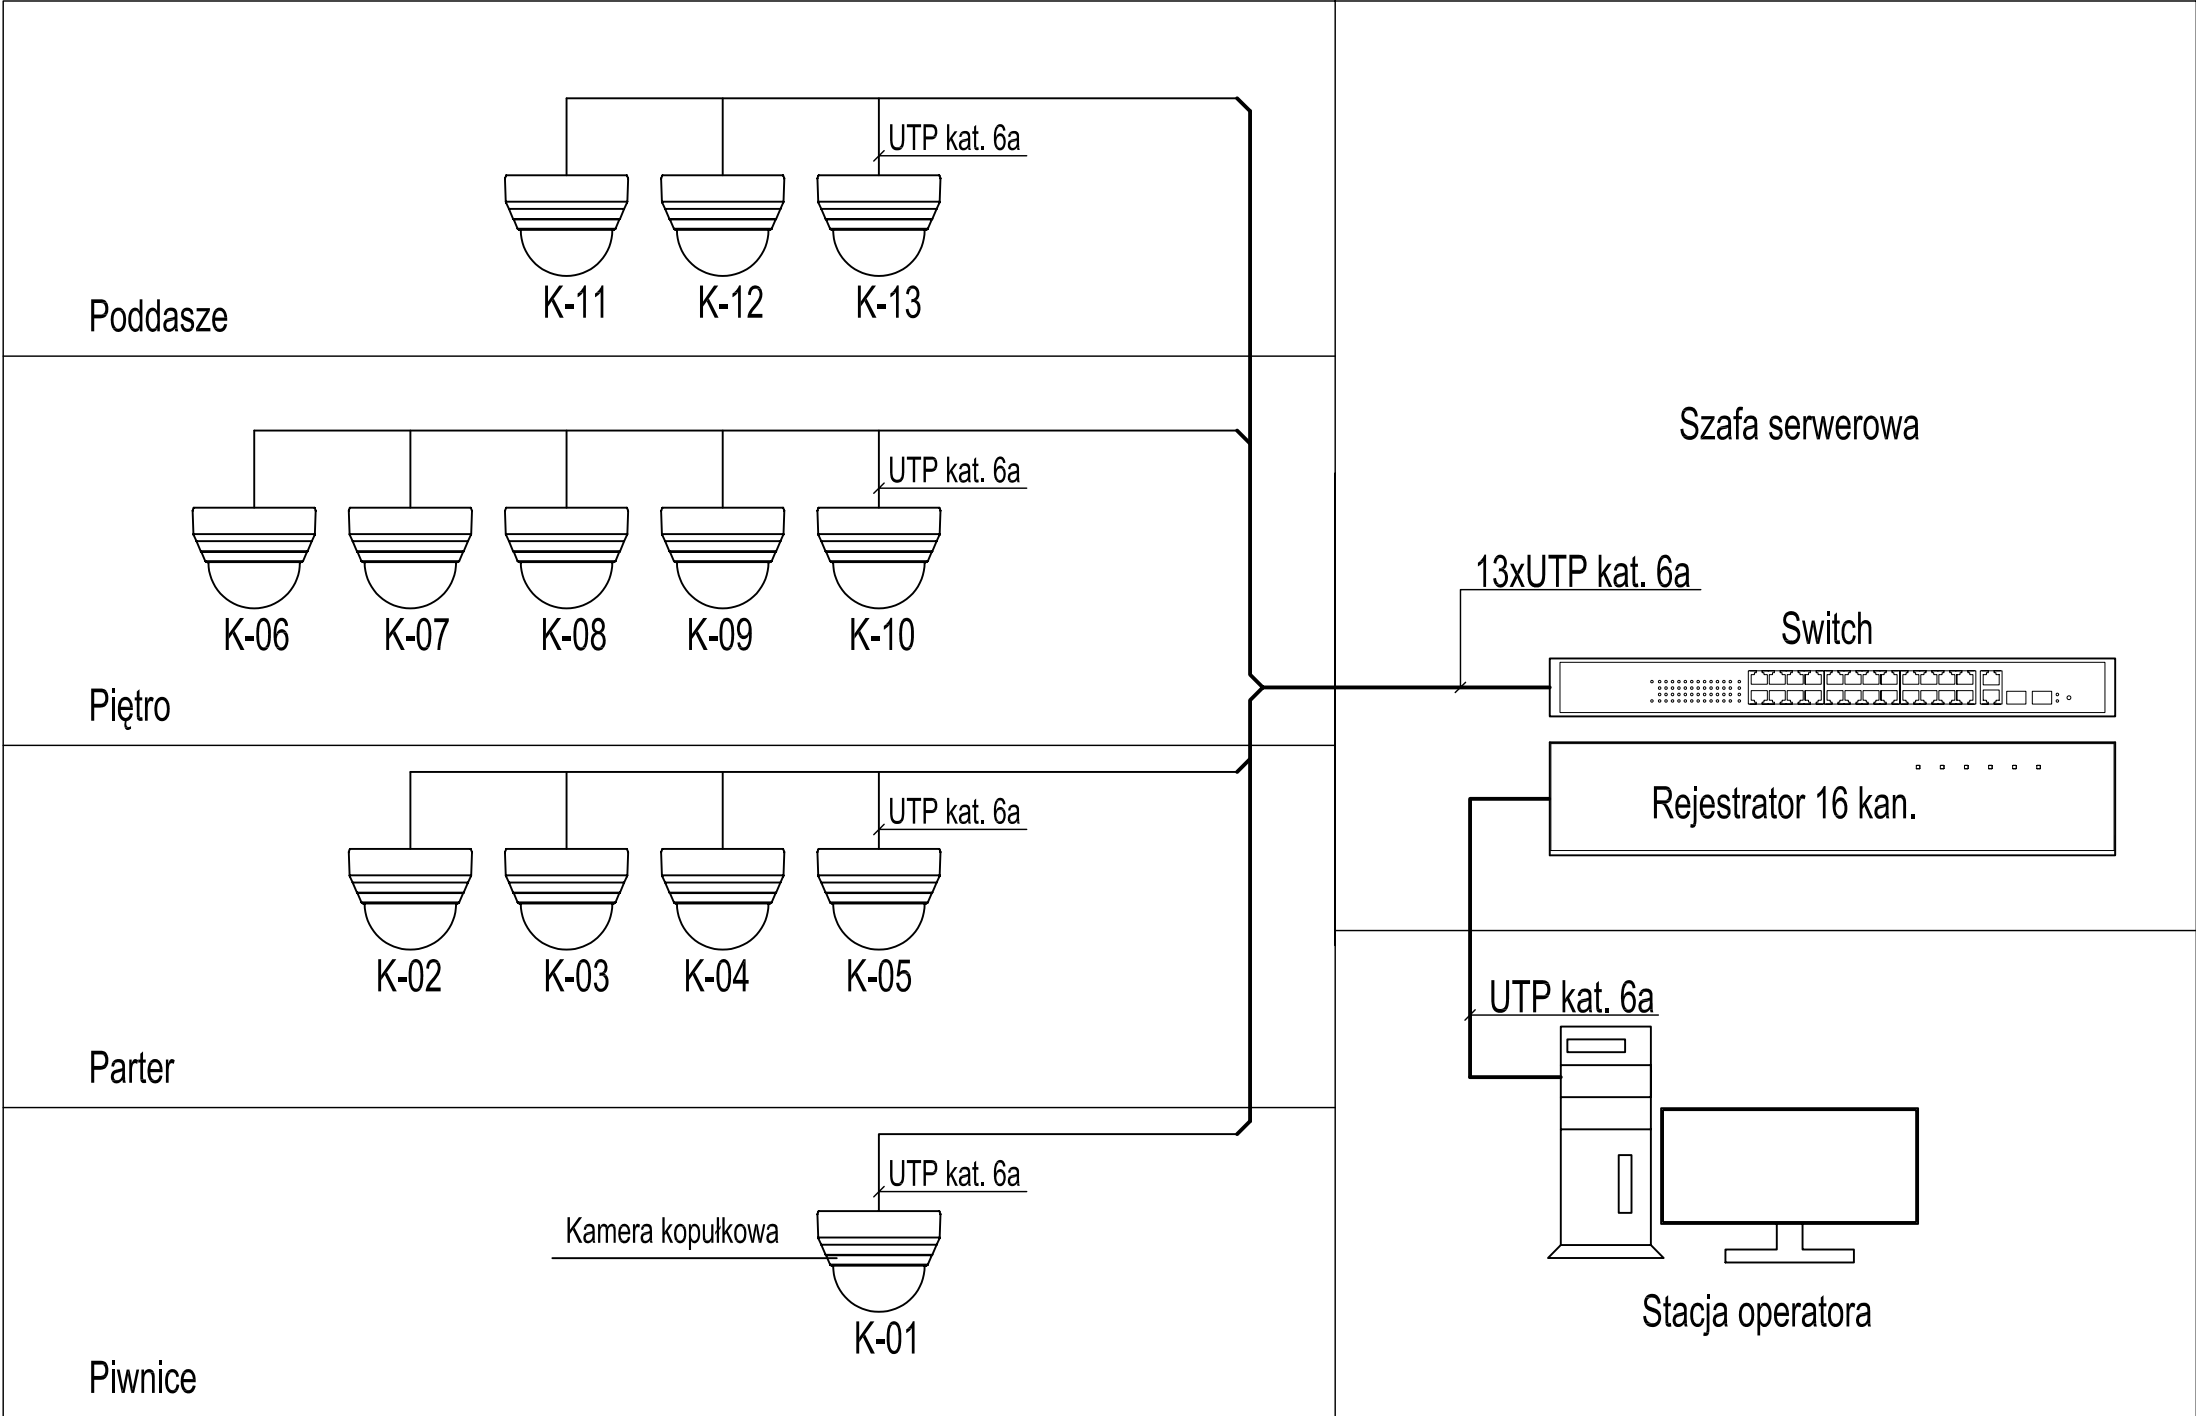 UTP kat. 6a
K-11
K-12
K-13
Poddasze
UTP kat. 6a
K-06
K-07
K-08
K-09
K-10
Piętro
UTP kat. 6a
K-02
K-03
K-04
K-05
Parter
UTP kat. 6a
Kamera kopułkowa
K-01
Piwnice
Szafa serwerowa
13xUTP kat. 6a
Switch
Rejestrator 16 kan.
UTP kat. 6a
Stacja operatora